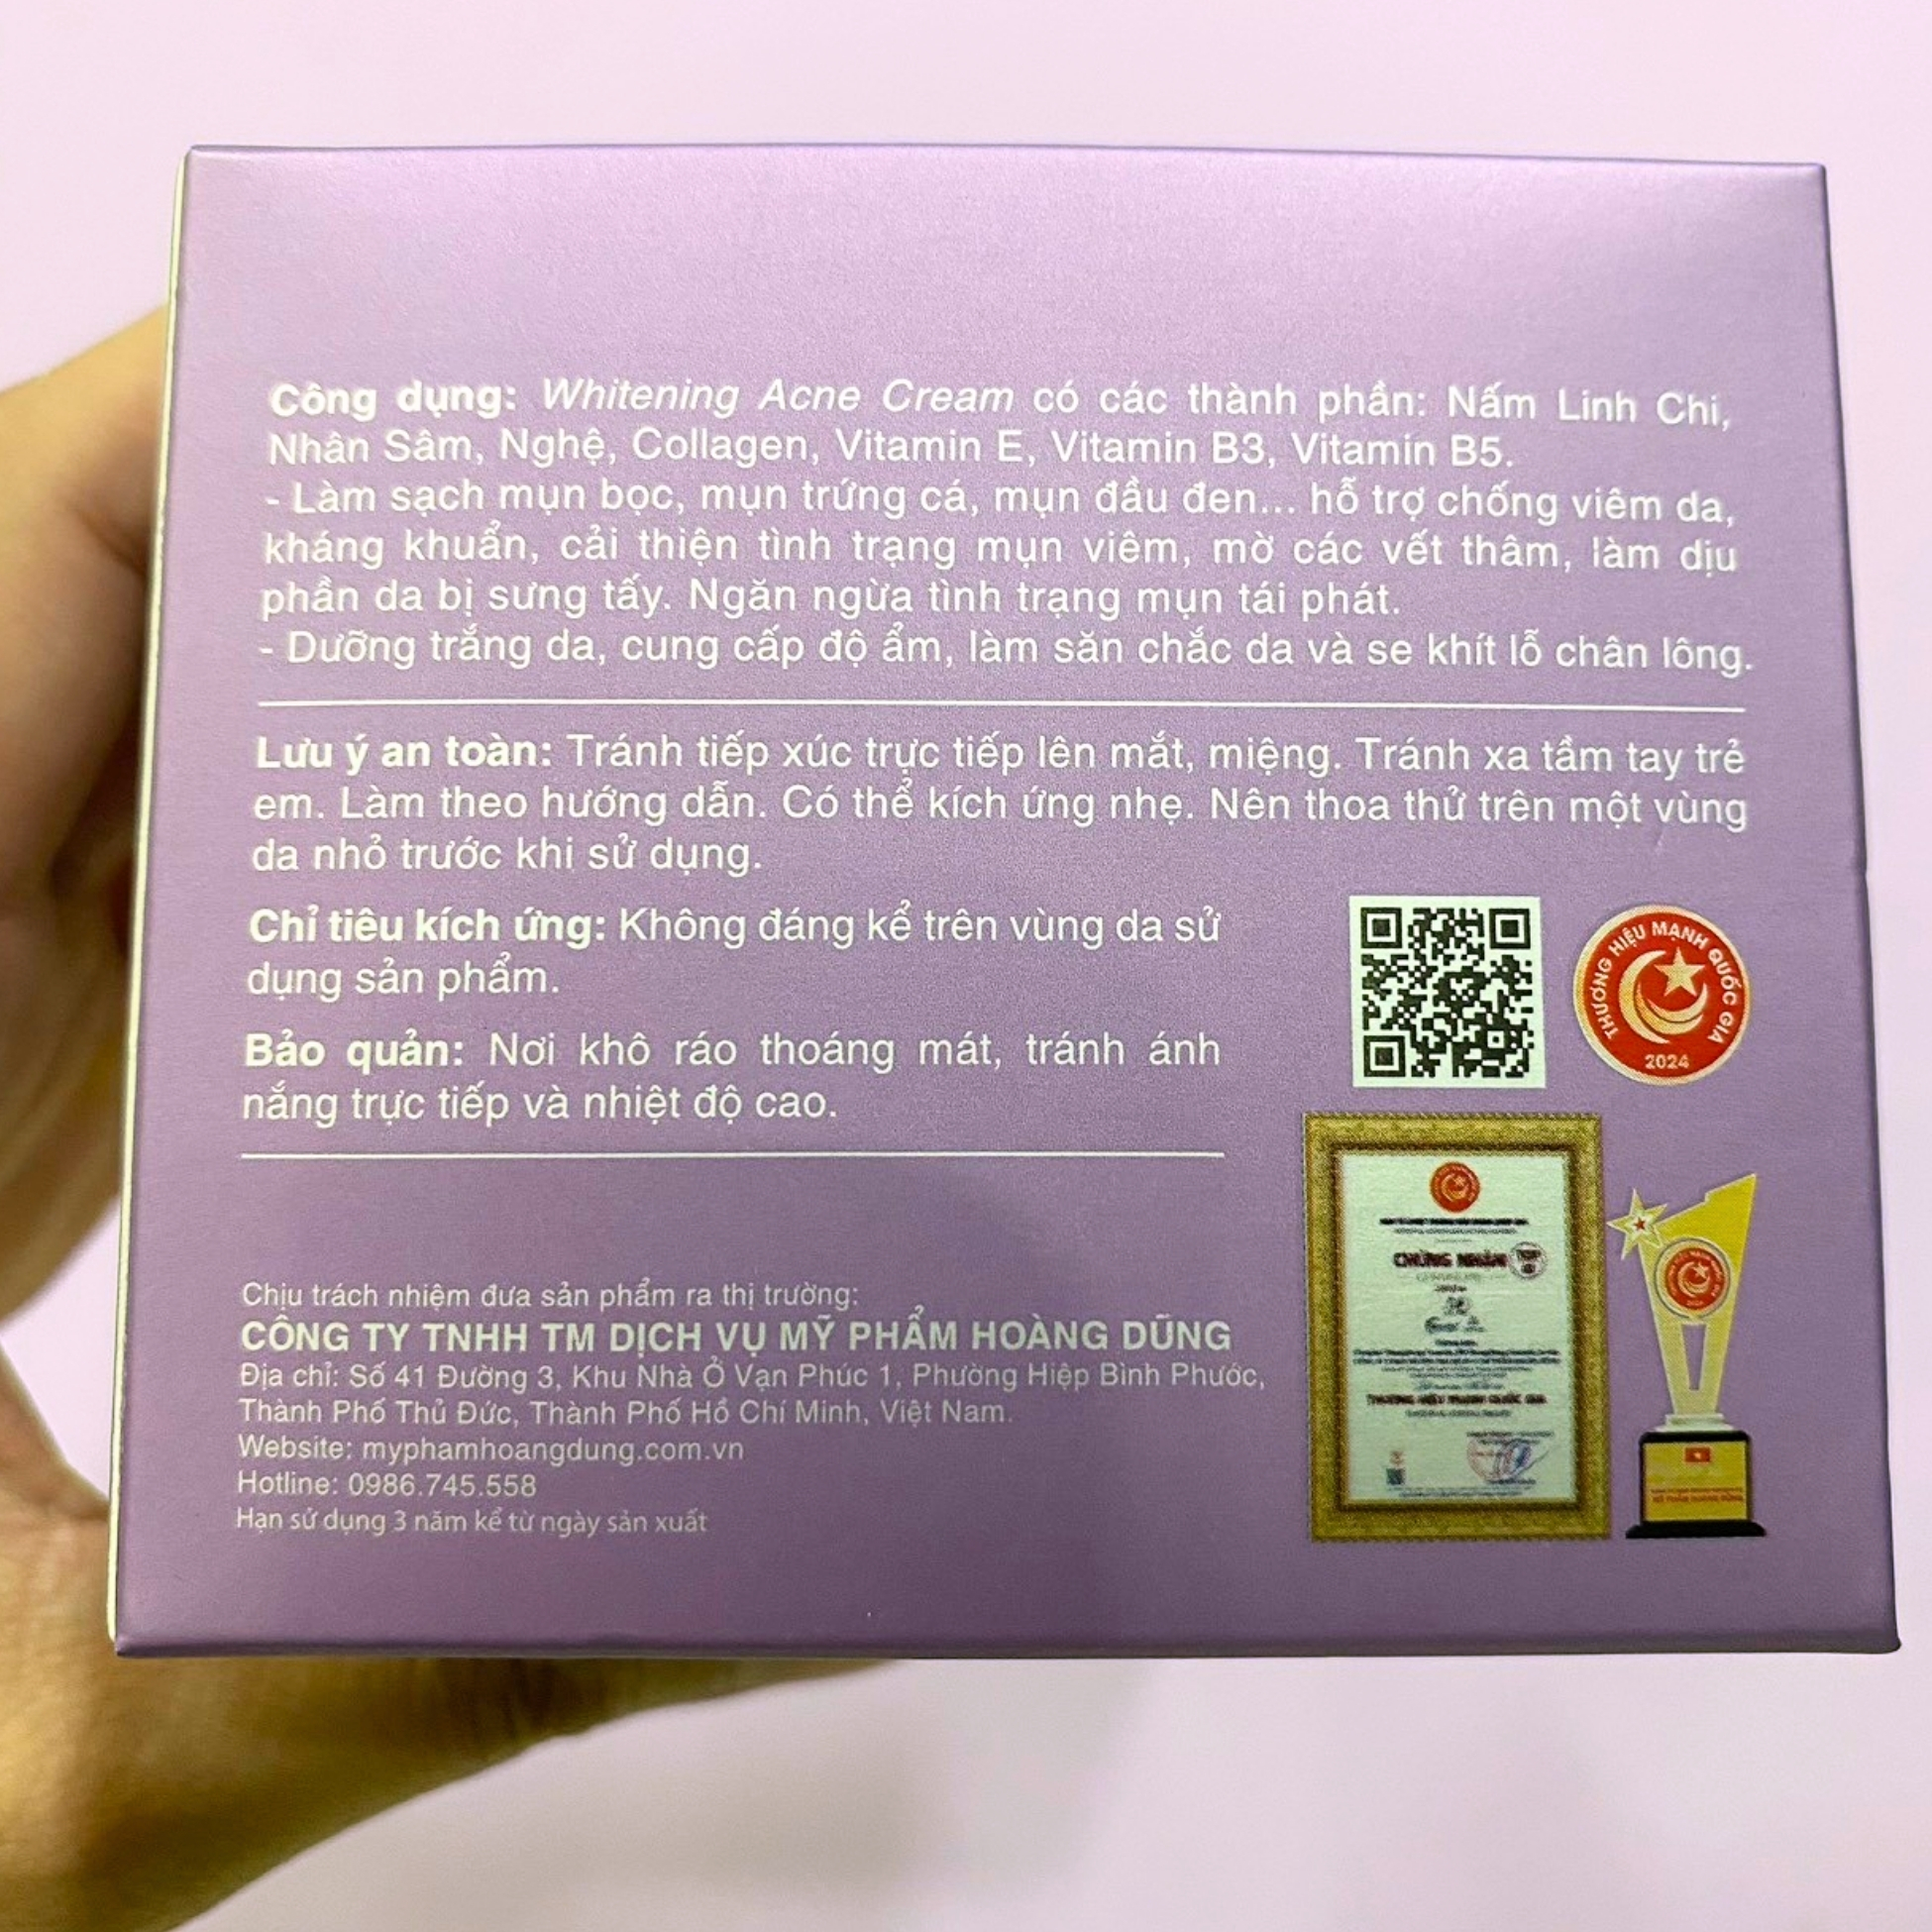 Công dụng: Whitening Acne Cream có các thành phần: Nấm Linh Chi,
Nhân Sâm, Nghệ, Collagen, Vitamin E, Vitamin B3, Vitamin B5.
- Làm sạch mụn bọc, mụn trứng cá, mụn đầu đen... hỗ trợ chống viêm da,
kháng khuẩn, cải thiện tình trạng mụn viêm, mờ các vết thâm, làm dịu
phần da bị sưng tấy. Ngăn ngừa tình trạng mụn tái phát.
- Dưỡng trắng da, cung cấp độ ẩm, làm săn chắc da và se khít lỗ chân lông.
Lưu ý an toàn: Tránh tiếp xúc trực tiếp lên mắt, miệng. Tránh xa tầm tay trẻ
em. Làm theo hướng dẫn. Có thể kích ứng nhẹ. Nên thoa thử trên một vùng
da nhỏ trước khi sử dụng.
Chỉ tiêu kích ứng: Không đáng kể trên vùng da sử
dụng sản phẩm.
Bảo quản: Nơi khô ráo thoáng mát, tránh ánh
nắng trực tiếp và nhiệt độ cao.
THƯƠNG HIỆU MẠNH QUỐC GIA
2024
CHỨNG NHẬN
THƯƠNG HIỆU MẠNH QUỐC GIA
Chịu trách nhiệm đưa sản phẩm ra thị trường:
CÔNG TY TNHH TM DỊCH VỤ MỸ PHẨM HOÀNG DŨNG
Địa chỉ: Số 41 Đường 3, Khu Nhà Ở Vạn Phúc 1, Phường Hiệp Bình Phước,
Thành Phố Thủ Đức, Thành Phố Hồ Chí Minh, Việt Nam.
Website: myphamhoangdung.com.vn
Hotline: 0986.745.558
Hạn sử dụng 3 năm kể từ ngày sản xuất